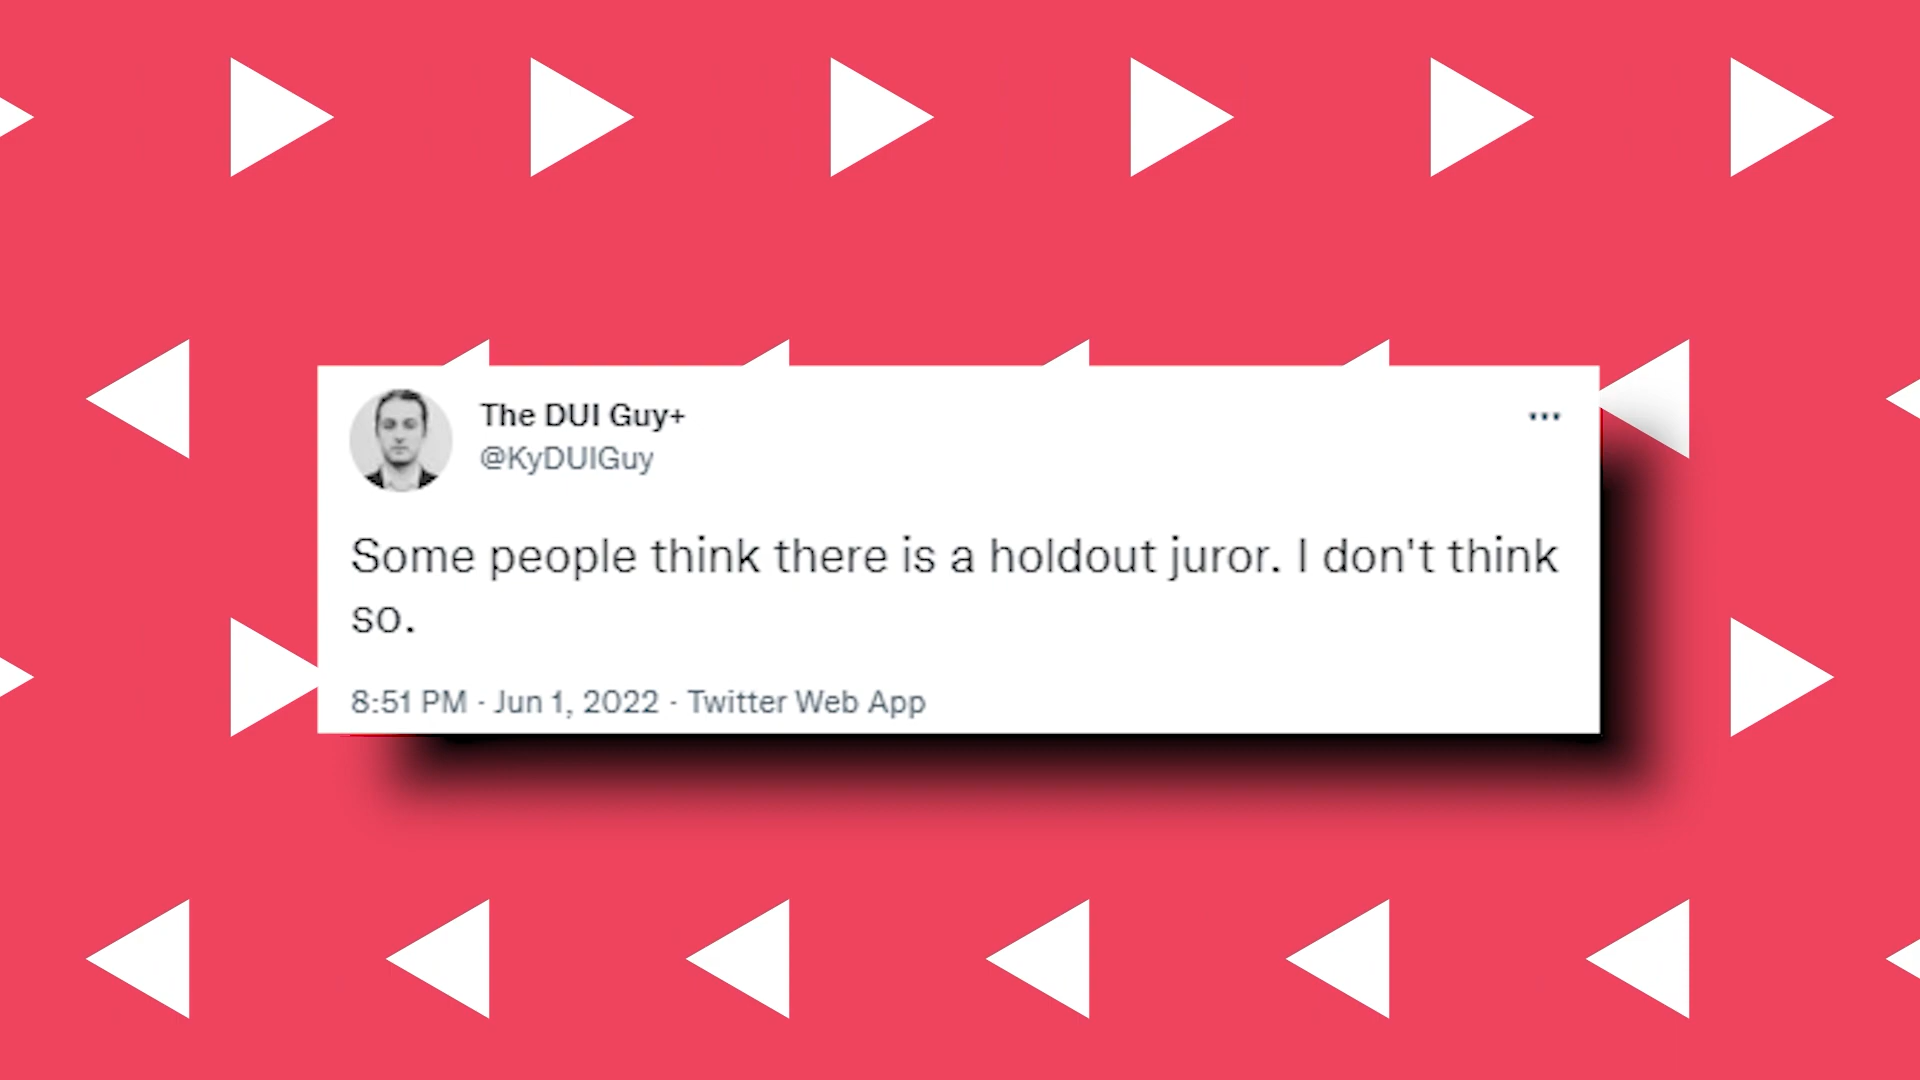 The DUI Guy+
@KyDUIGuy
Some people think there is a holdout juror. I don't think
so.
8:51 PM · Jun 1, 2022 · Twitter Web App